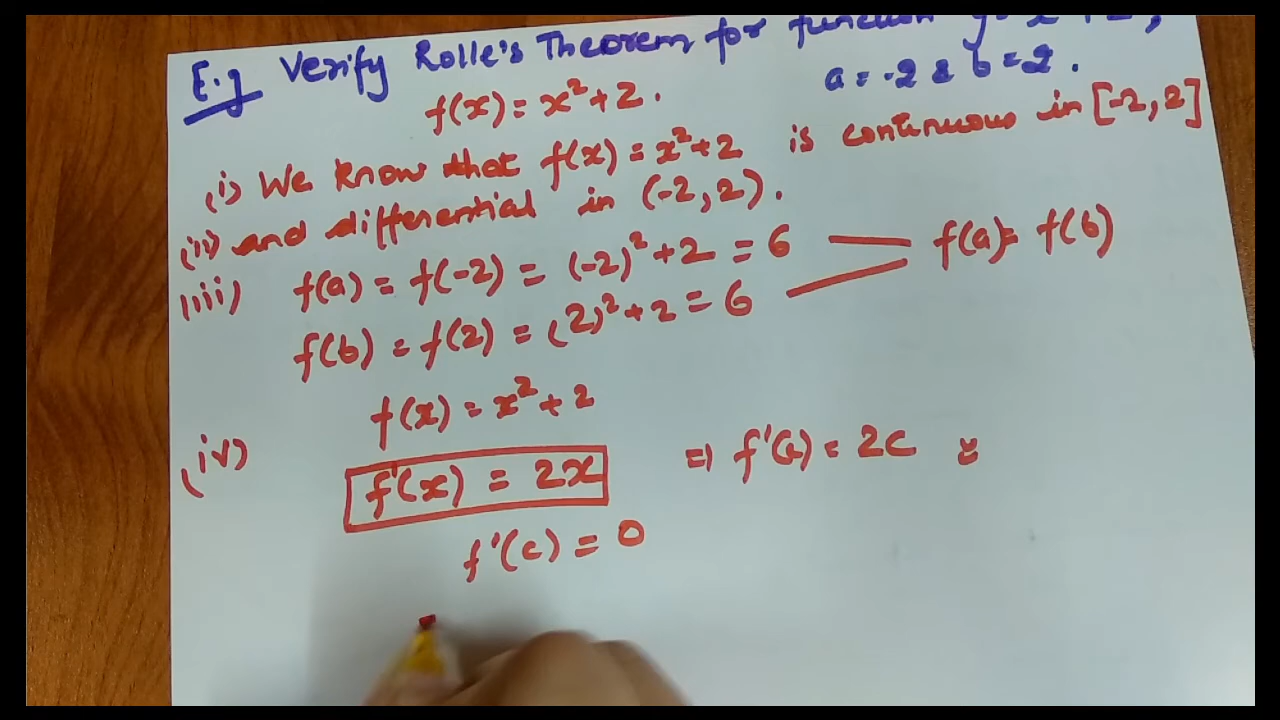 E.g Verify Rolle's Theorem for function
a = -2 & b = 2.
f(x) = x² + 2.
(i) We know that f(x) = x² + 2 is continuous in [-2, 2]
(ii) and differential in (-2, 2).
(iii) f(a) = f(-2) = (-2)² + 2 = 6 f(a) = f(b)
f(b) = f(2) = (2)² + 2 = 6
f(x) = x² + 2
(iv) f'(x) = 2x ⇒ f'(c) = 2c
f'(c) = 0